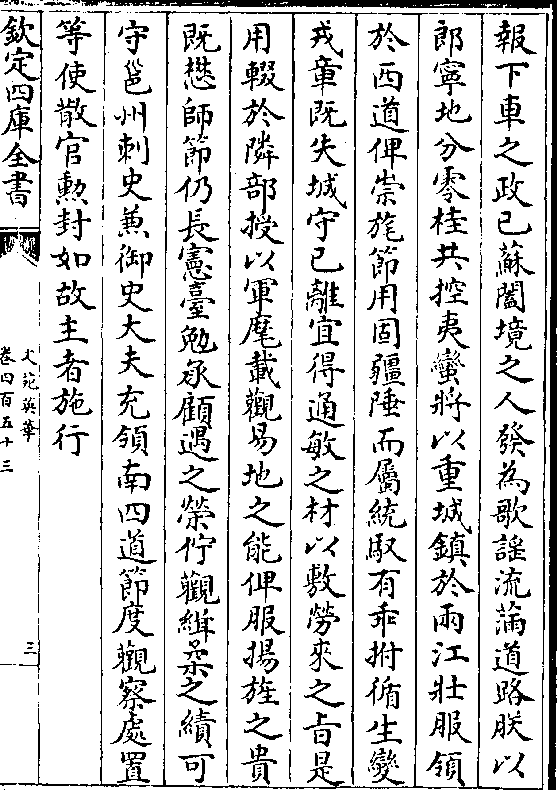 報下車之政已蘇闔境之人發為歌謡流滿道路朕以
郎寧地分零桂共控夷蠻將以重城鎮於兩江壯服領
於西道俾崇旄節用固疆陲而屬統馭有乖拊循生變
戎章既失城守已離宜得通敏之材以敷勞來之旨是
用輟於隣部授以軍麾載觀易地之能俾服揚旌之貴
既懋師節仍長憲臺勉承顧遇之榮佇觀緝柔之績可
守邕州刺史兼御史大夫充領南四道節度觀察處置
等使散官勲封如故主者施行
欽定四庫全書
文苑英華
卷四百五十三
三